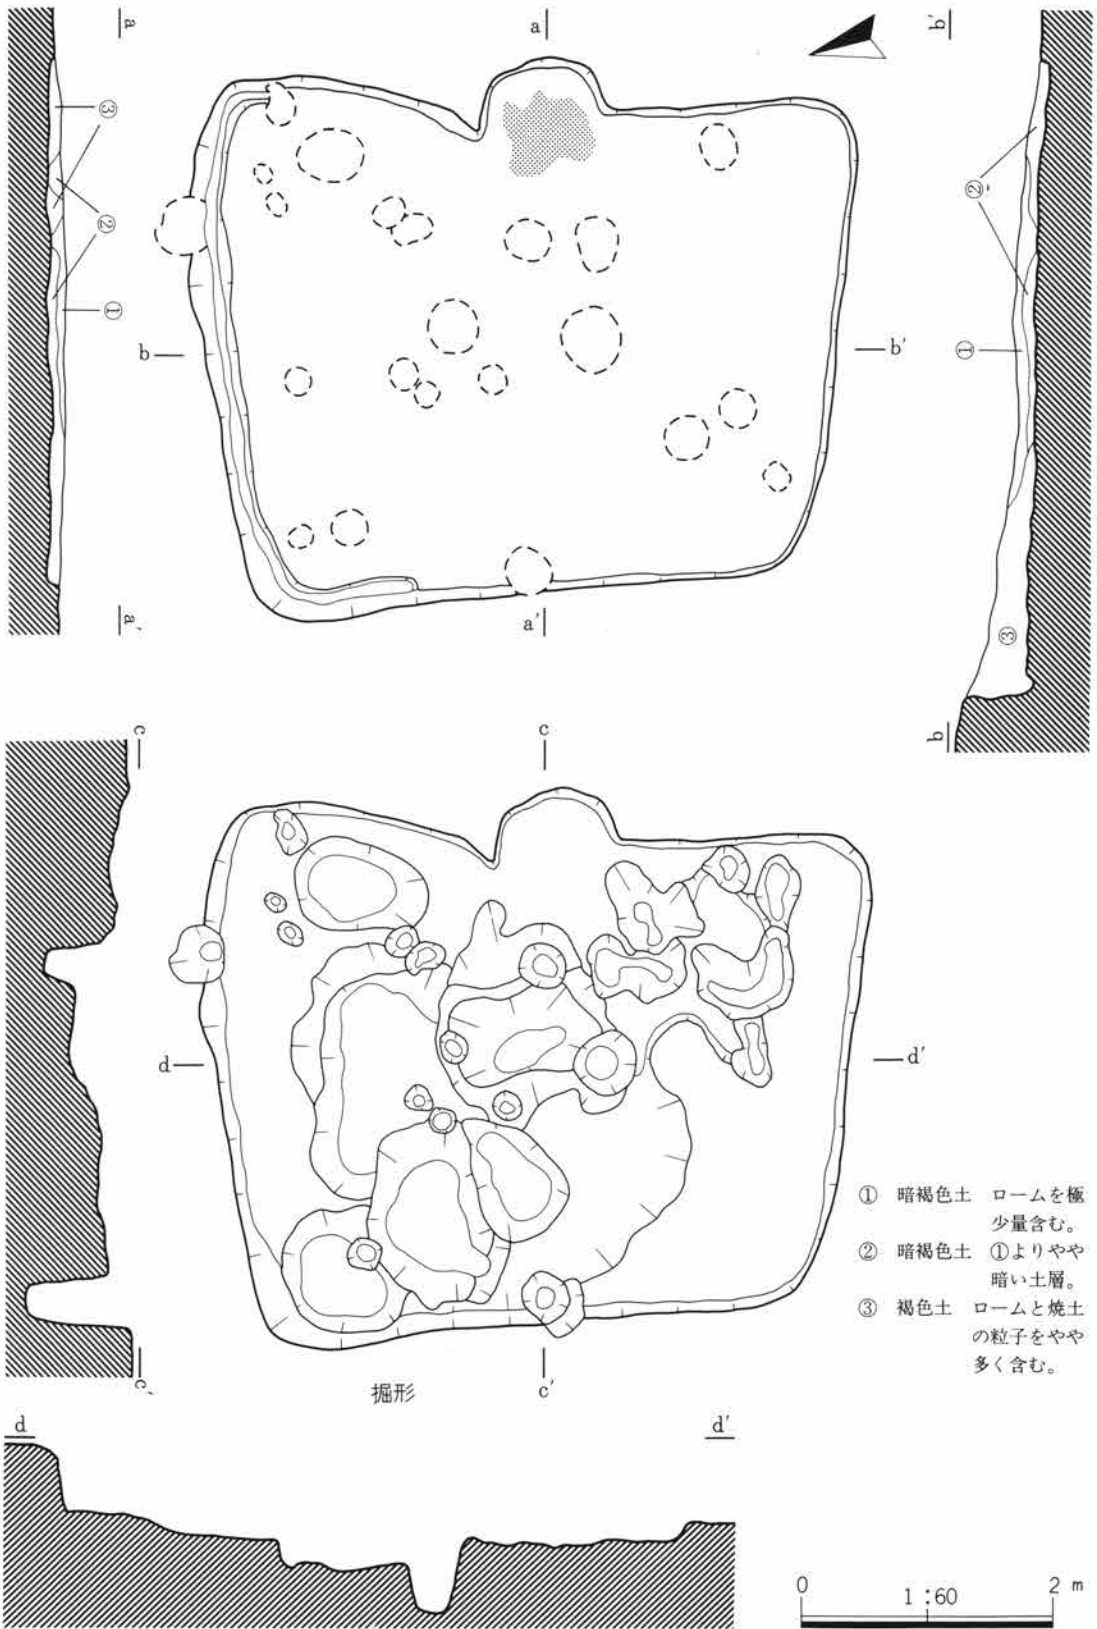 a
a
b'
③
②
②
①
①
b
b'
③
a'
a'
b
c
c
d
d'
① 暗褐色土 ロームを極
少量含む。
② 暗褐色土 ①よりやや
暗い土層。
③ 褐色土 ロームと焼土
の粒子をやや
多く含む。
c'
c'
掘形
d
d'
0
1:60
2 m